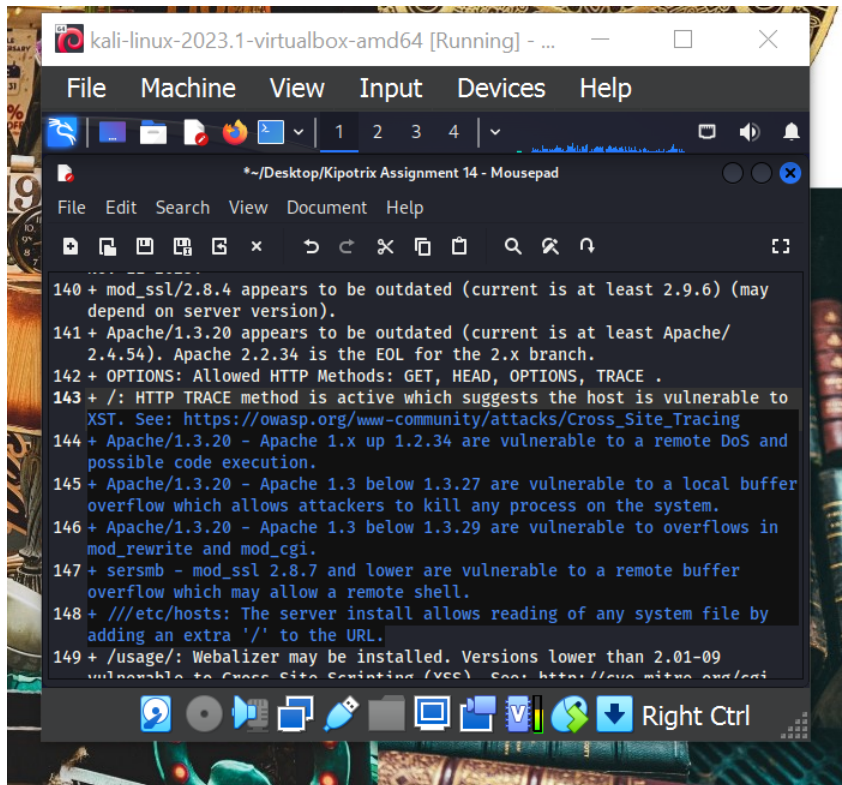 kali-linux-2023.1-virtualbox-amd64 [Running] - ...
File Machine View Input Devices Help
1 2 3 4
*~/Desktop/Kipotrix Assignment 14 - Mousepad
File Edit Search View Document Help
140 + mod_ssl/2.8.4 appears to be outdated (current is at least 2.9.6) (may
depend on server version).
141 + Apache/1.3.20 appears to be outdated (current is at least Apache/
2.4.54). Apache 2.2.34 is the EOL for the 2.x branch.
142 + OPTIONS: Allowed HTTP Methods: GET, HEAD, OPTIONS, TRACE .
143 + /: HTTP TRACE method is active which suggests the host is vulnerable to
XST. See: https://owasp.org/www-community/attacks/Cross_Site_Tracing
144 + Apache/1.3.20 - Apache 1.x up 1.2.34 are vulnerable to a remote DoS and
possible code execution.
145 + Apache/1.3.20 - Apache 1.3 below 1.3.27 are vulnerable to a local buffer
overflow which allows attackers to kill any process on the system.
146 + Apache/1.3.20 - Apache 1.3 below 1.3.29 are vulnerable to overflows in
mod_rewrite and mod_cgi.
147 + sersmb - mod_ssl 2.8.7 and lower are vulnerable to a remote buffer
overflow which may allow a remote shell.
148 + ///etc/hosts: The server install allows reading of any system file by
adding an extra '/' to the URL.
149 + /usage/: Webalizer may be installed. Versions lower than 2.01-09
vulnerable to Cross Site Scripting (XSS). See: http://cve.mitre.org/cgi
Right Ctrl